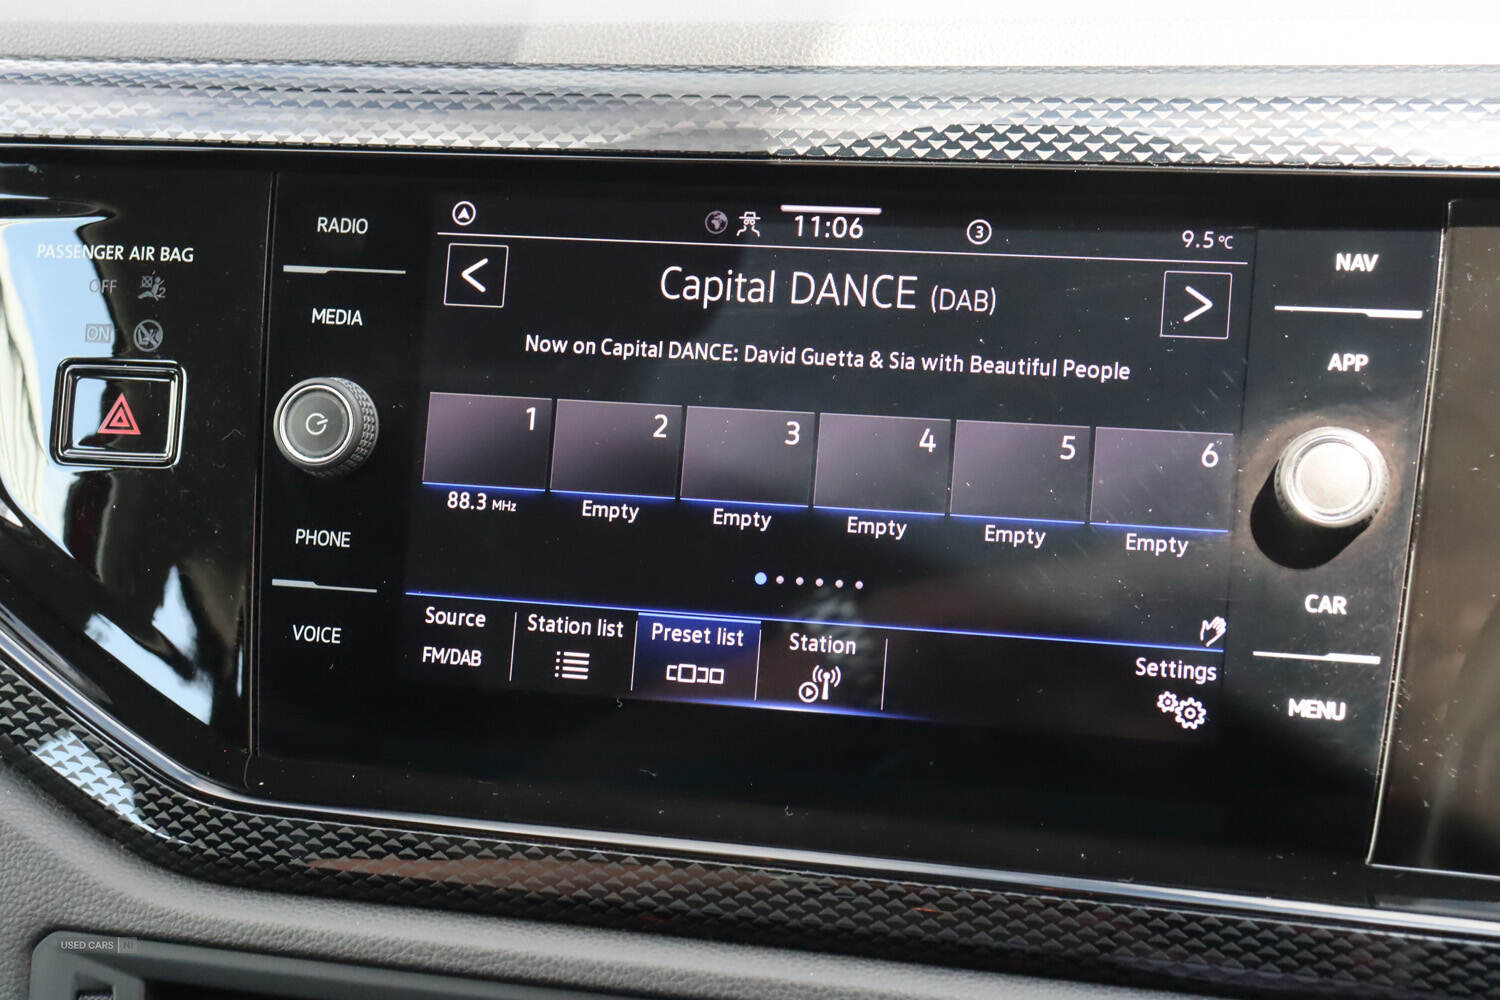 PASSENGER AIR BAG
OFF
2
ON
RADIO
MEDIA
PHONE
VOICE
11:06
3
9.5 °C
< Capital DANCE (DAB) >
Now on Capital DANCE: David Guetta & Sia with Beautiful People
1 2 3 4 5 6
88.3 MHz Empty Empty Empty Empty Empty
Source Station list Preset list Station Settings
FM/DAB
NAV
APP
CAR
MENU
USED CARS NI